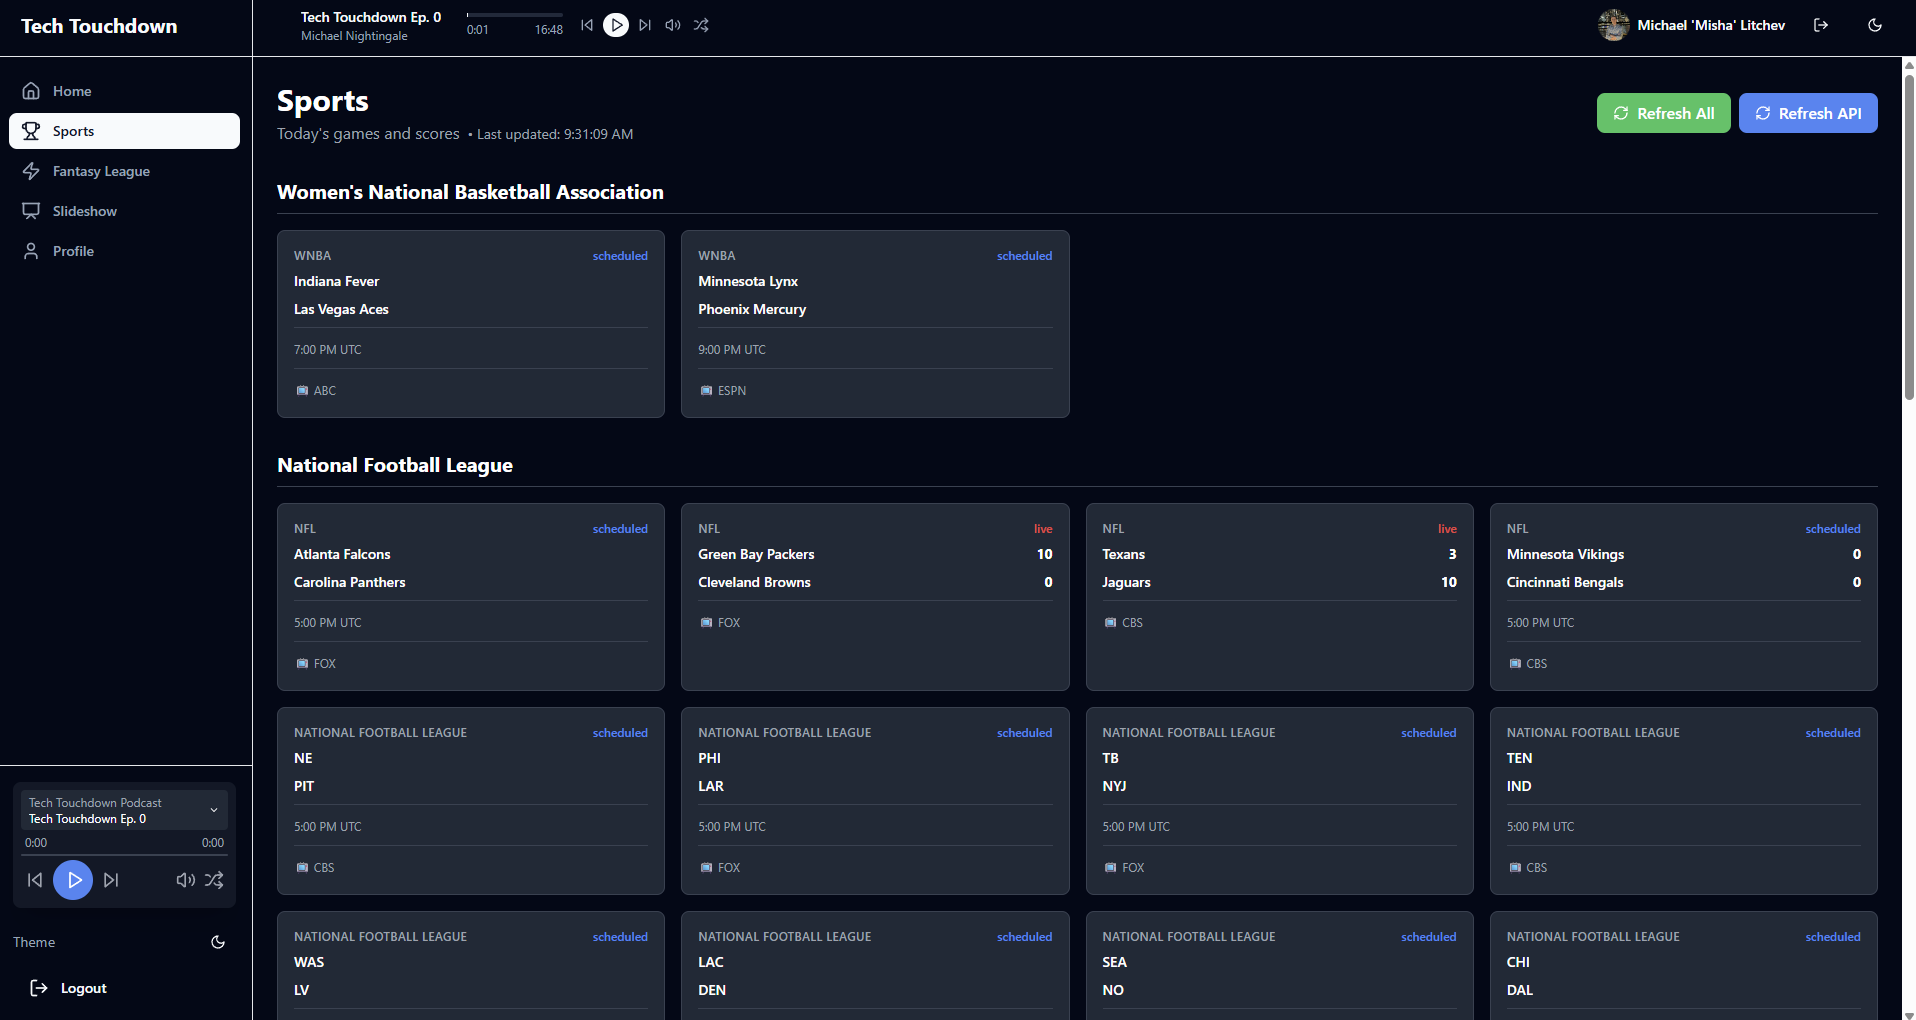 Tech Touchdown
Tech Touchdown Ep. 0
Michael Nightingale
0:01
16:48
Michael 'Misha' Litchev
Home
Sports
Fantasy League
Slideshow
Profile
Tech Touchdown Podcast
Tech Touchdown Ep. 0
0:00
0:00
Theme
Logout
Sports
Today's games and scores • Last updated: 9:31:09 AM
Refresh All
Refresh API
Women's National Basketball Association
WNBA scheduled
Indiana Fever
Las Vegas Aces
7:00 PM UTC
ABC
WNBA scheduled
Minnesota Lynx
Phoenix Mercury
9:00 PM UTC
ESPN
National Football League
NFL scheduled
Atlanta Falcons
Carolina Panthers
5:00 PM UTC
FOX
NFL live
Green Bay Packers 10
Cleveland Browns 0
FOX
NFL live
Texans 3
Jaguars 10
CBS
NFL scheduled
Minnesota Vikings 0
Cincinnati Bengals 0
5:00 PM UTC
CBS
NATIONAL FOOTBALL LEAGUE scheduled
NE
PIT
5:00 PM UTC
CBS
NATIONAL FOOTBALL LEAGUE scheduled
PHI
LAR
5:00 PM UTC
FOX
NATIONAL FOOTBALL LEAGUE scheduled
TB
NYJ
5:00 PM UTC
FOX
NATIONAL FOOTBALL LEAGUE scheduled
TEN
IND
5:00 PM UTC
CBS
NATIONAL FOOTBALL LEAGUE scheduled
WAS
LV
NATIONAL FOOTBALL LEAGUE scheduled
LAC
DEN
NATIONAL FOOTBALL LEAGUE scheduled
SEA
NO
NATIONAL FOOTBALL LEAGUE scheduled
CHI
DAL